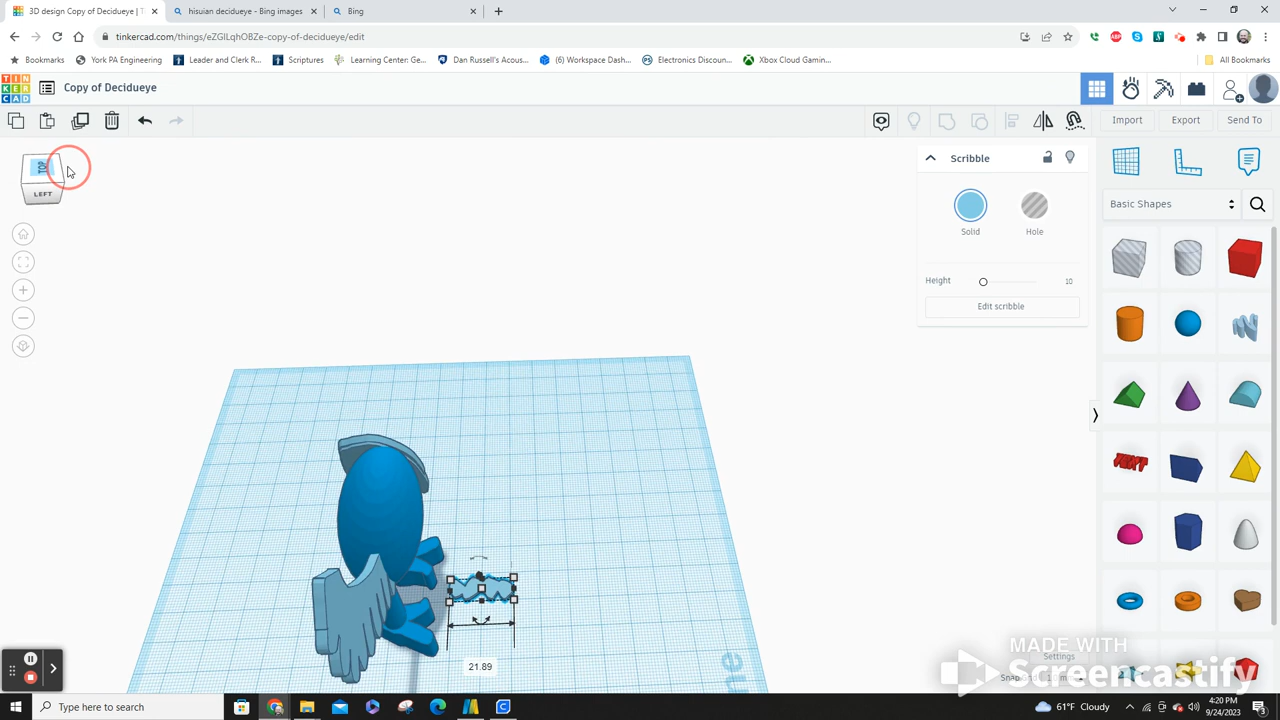 3D design Copy of Decidueye | T
hisuian decidueye - Bing images
Bing
tinkercad.com/things/eZGlLqhOBZe-copy-of-decidueye/edit
Bookmarks
York PA Engineering
Leader and Clerk R...
Scriptures
Learning Center: Ge...
Dan Russell's Acous...
(6) Workspace Dash...
Electronics Discoun...
Xbox Cloud Gamin...
All Bookmarks
TIN
KER
CAD
Copy of Decidueye
Import
Export
Send To
TOP
LEFT
Scribble
Solid
Hole
Height
10
Edit scribble
Basic Shapes
TEXT
21.89
MADE WITH
Screencastify
Settings
Type here to search
61°F Cloudy
4:20 PM
9/24/2023